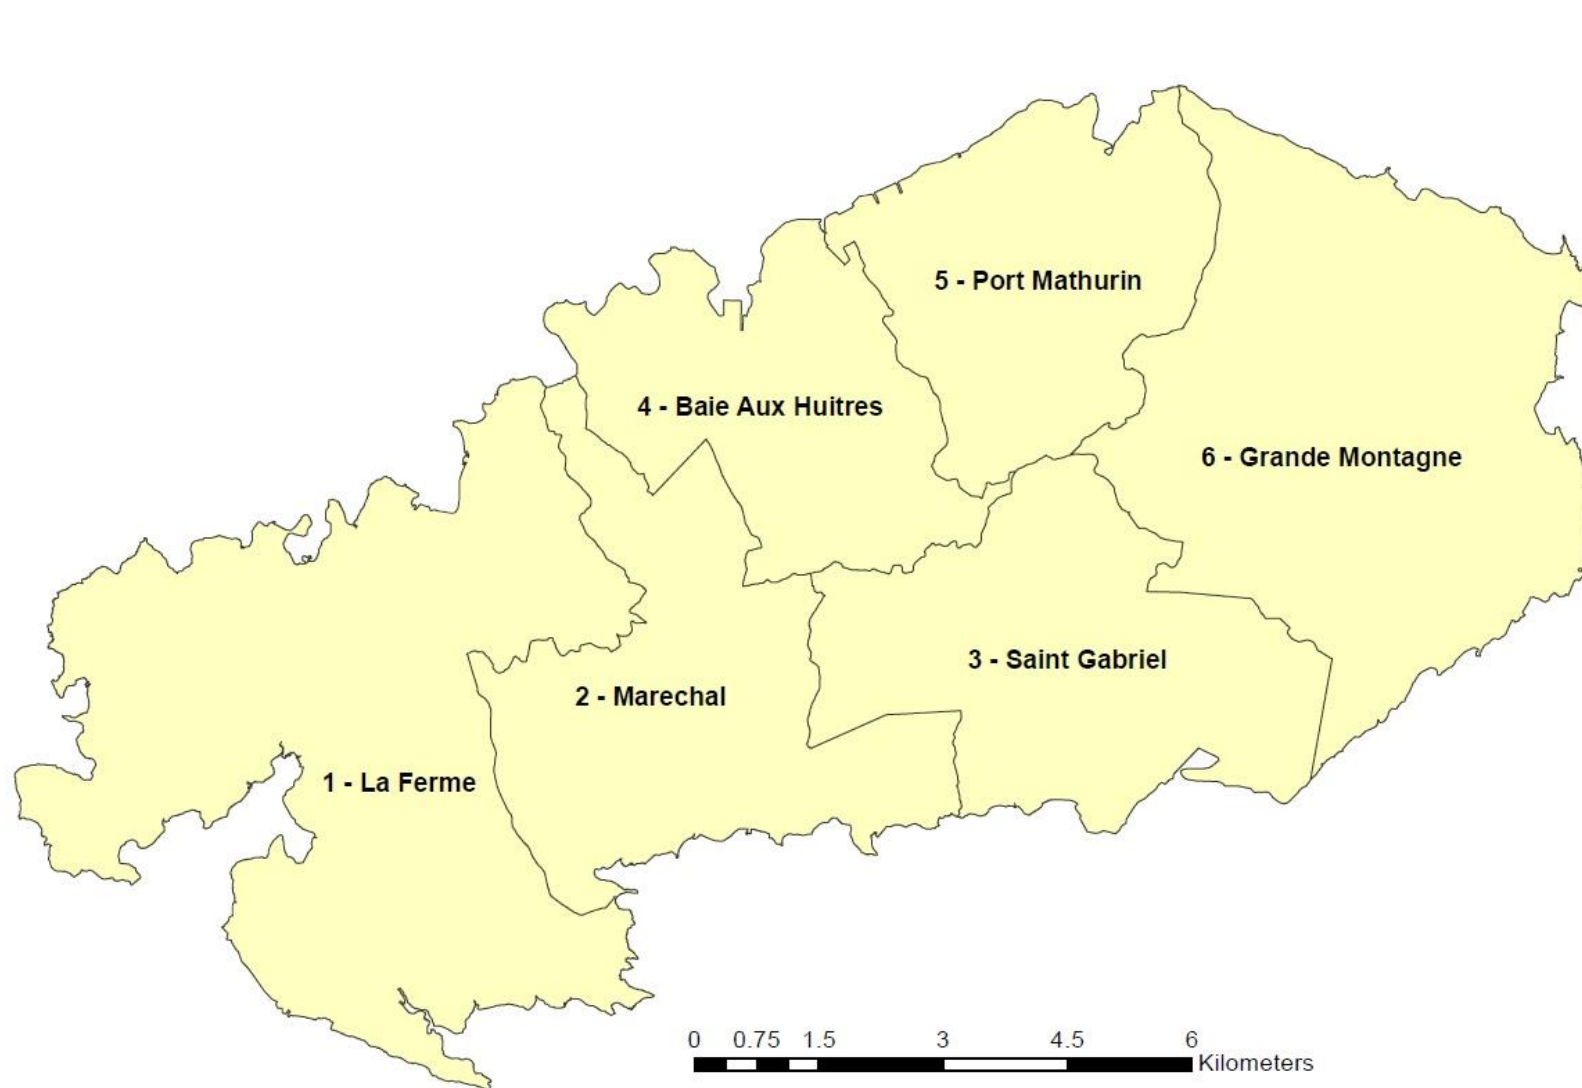 5 - Port Mathurin
4 - Baie Aux Huitres
6 - Grande Montagne
3 - Saint Gabriel
2 - Marechal
1 - La Ferme
0 0.75 1.5 3 4.5 6
Kilometers